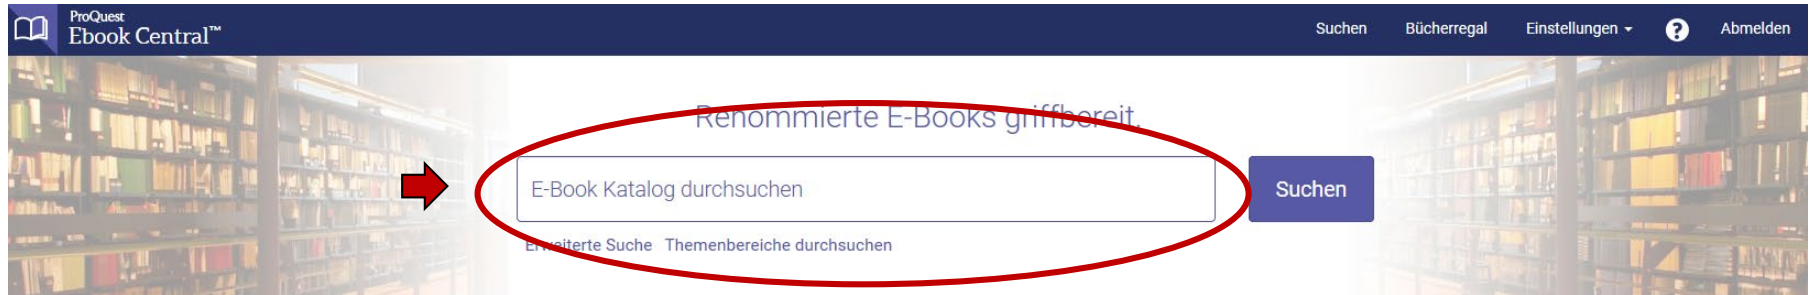 ProQuest
Ebook Central™
Suchen Bücherregal Einstellungen ? Abmelden
Renommierte E-Books griffbereit.
E-Book Katalog durchsuchen
Suchen
Erweiterte Suche Themenbereiche durchsuchen